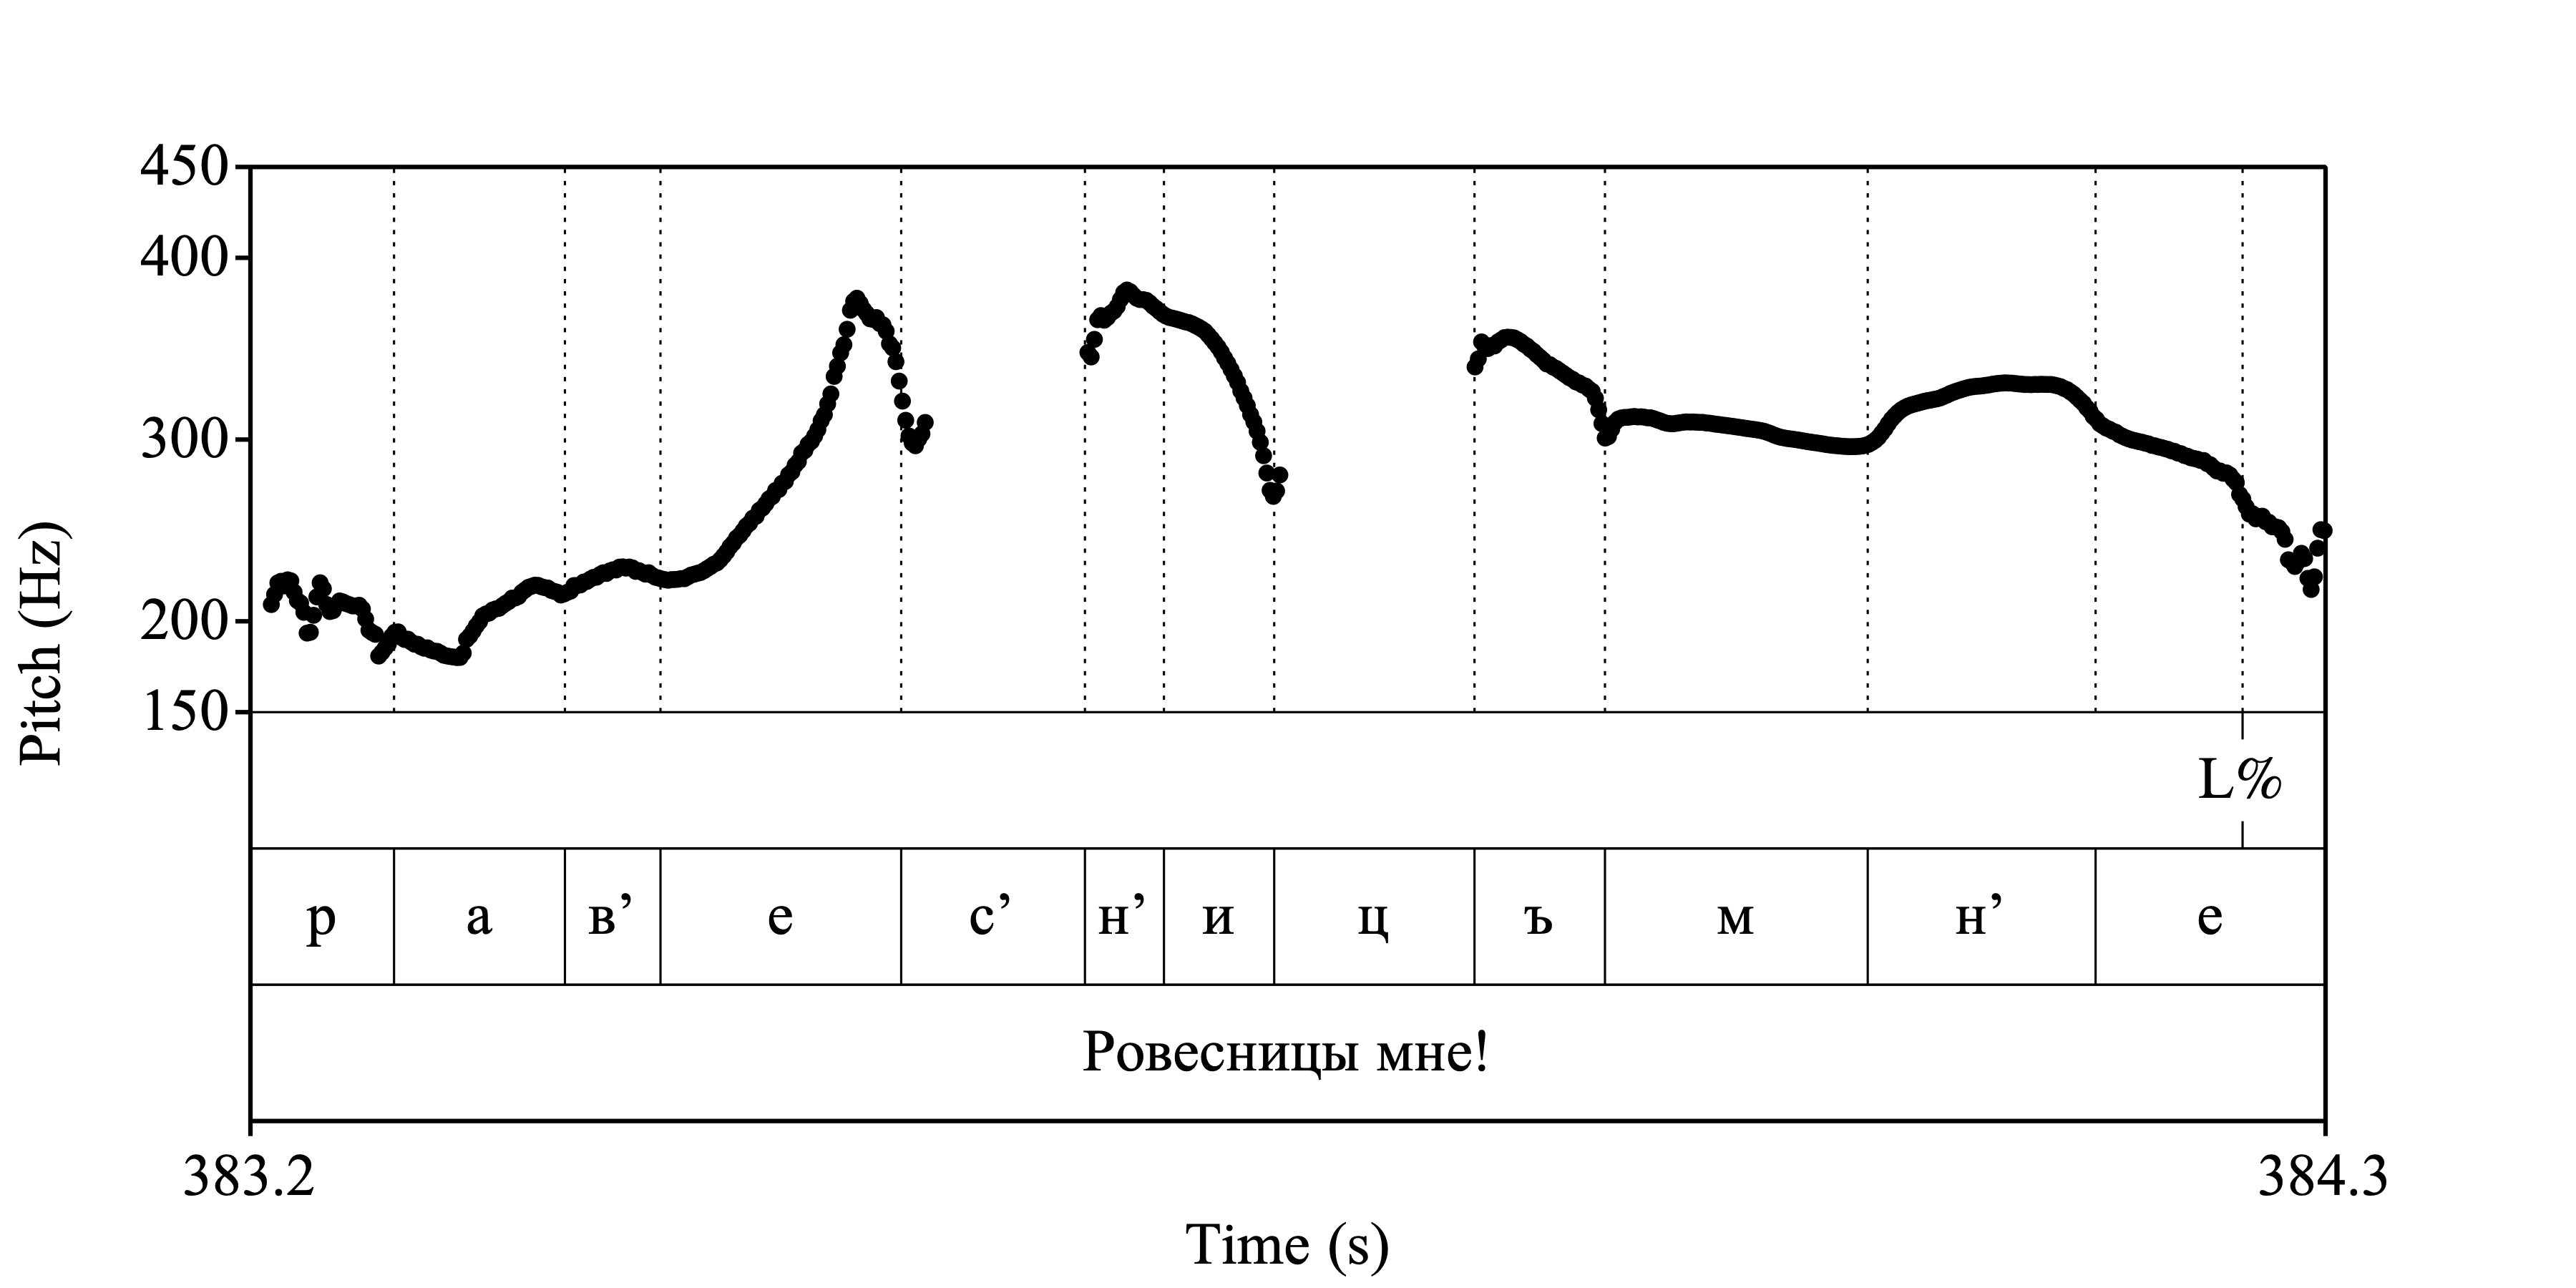 450
400
300
200
150
Pitch (Hz)
L%
р а в’ е с’ н’ и ц ъ м н’ е
Ровесницы мне!
383.2 384.3
Time (s)